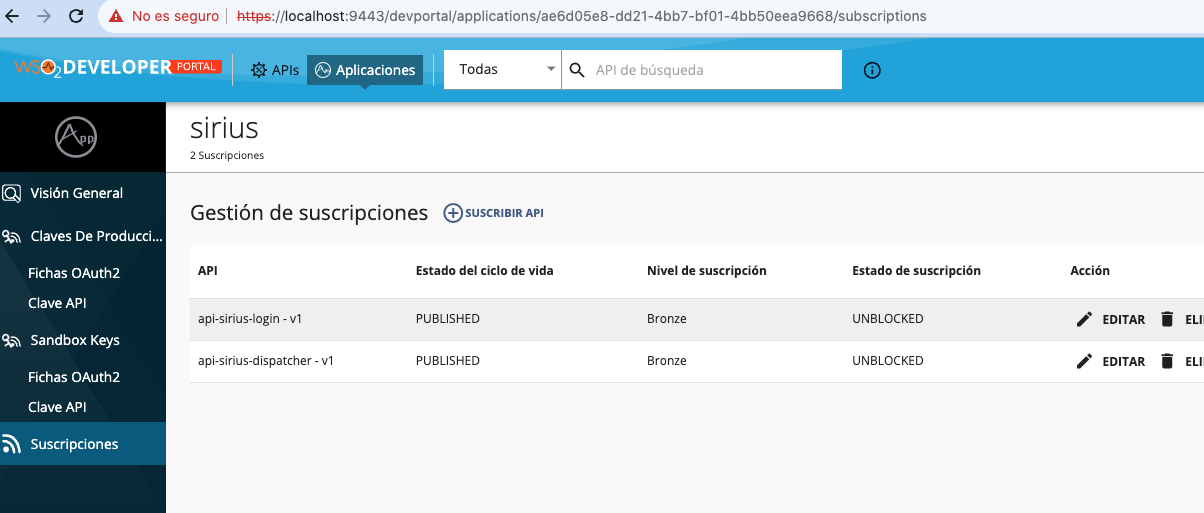 No es seguro https://localhost:9443/devportal/applications/ae6d05e8-dd21-4bb7-bf01-4bb50eea9668/subscriptions
WSO2 DEVELOPER PORTAL APIs Aplicaciones Todas API de búsqueda
App
sirius
2 Suscripciones
Visión General
Claves De Producci...
Fichas OAuth2
Clave API
Sandbox Keys
Fichas OAuth2
Clave API
Suscripciones
Gestión de suscripciones SUSCRIBIR API
API Estado del ciclo de vida Nivel de suscripción Estado de suscripción Acción
api-sirius-login - v1 PUBLISHED Bronze UNBLOCKED EDITAR ELI
api-sirius-dispatcher - v1 PUBLISHED Bronze UNBLOCKED EDITAR ELI